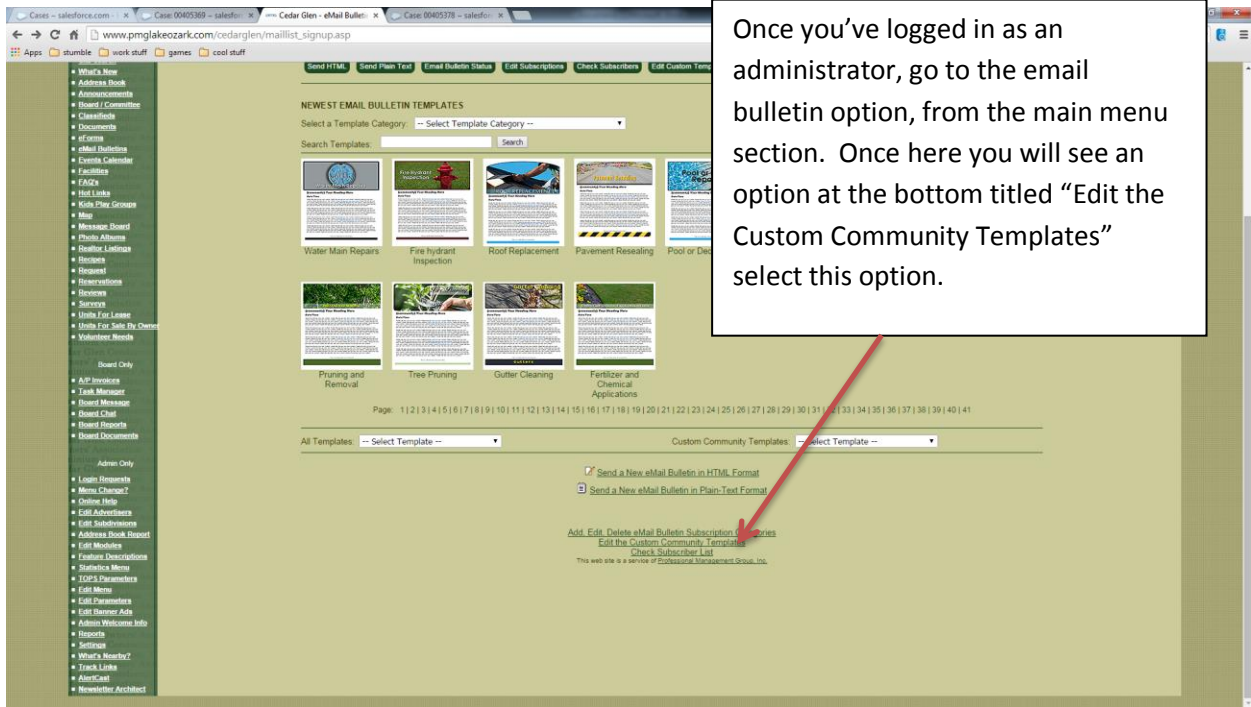 Cases ~ salesforce.com -
Case: 00405369 ~ salesfor
Cedar Glen - eMail Bullet
Case: 00405378 ~ salesfor
www.pmglakeozark.com/cedarglen/maillist_signup.asp
Apps
stumble
work stuff
games
cool stuff
Once you’ve logged in as an
administrator, go to the email
bulletin option, from the main menu
section. Once here you will see an
option at the bottom titled “Edit the
Custom Community Templates”
select this option.
What's New
Address Book
Announcements
Board / Committee
Classifieds
Documents
eForms
eMail Bulletins
Events Calendar
Facilities
FAQ's
Hot Links
Kids Play Groups
Map
Message Board
Photo Albums
Realtor Listings
Recipes
Request
Reservations
Reviews
Surveys
Units For Lease
Units For Sale By Owner
Volunteer Needs
Board Only
A/P Invoices
Task Manager
Board Message
Board Chat
Board Reports
Board Documents
Admin Only
Login Requests
Menu Change?
Online Help
Edit Advertisers
Edit Subdivisions
Address Book Report
Edit Modules
Feature Descriptions
Statistics Menu
TOPS Parameters
Edit Menu
Edit Parameters
Edit Banner Ads
Admin Welcome Info
Reports
Settings
What's Nearby?
Track Links
AlertCast
Newsletter Architect
Send HTML
Send Plain Text
Email Bulletin Status
Edit Subscriptions
Check Subscribers
Edit Custom Temp
NEWEST EMAIL BULLETIN TEMPLATES
Select a Template Category: -- Select Template Category --
Search Templates: Search
Water Main Repairs
Fire hydrant
Inspection
Roof Replacement
Pavement Resealing
Pool or Dec
Pruning and
Removal
Tree Pruning
Gutter Cleaning
Fertilizer and
Chemical
Applications
Page: 1 | 2 | 3 | 4 | 5 | 6 | 7 | 8 | 9 | 10 | 11 | 12 | 13 | 14 | 15 | 16 | 17 | 18 | 19 | 20 | 21 | 22 | 23 | 24 | 25 | 26 | 27 | 28 | 29 | 30 | 31 | 32 | 33 | 34 | 35 | 36 | 37 | 38 | 39 | 40 | 41
All Templates: -- Select Template --
Custom Community Templates: -- Select Template --
Send a New eMail Bulletin in HTML Format
Send a New eMail Bulletin in Plain-Text Format
Add, Edit, Delete eMail Bulletin Subscription Categories
Edit the Custom Community Templates
Check Subscriber List
This web site is a service of Professional Management Group, Inc.